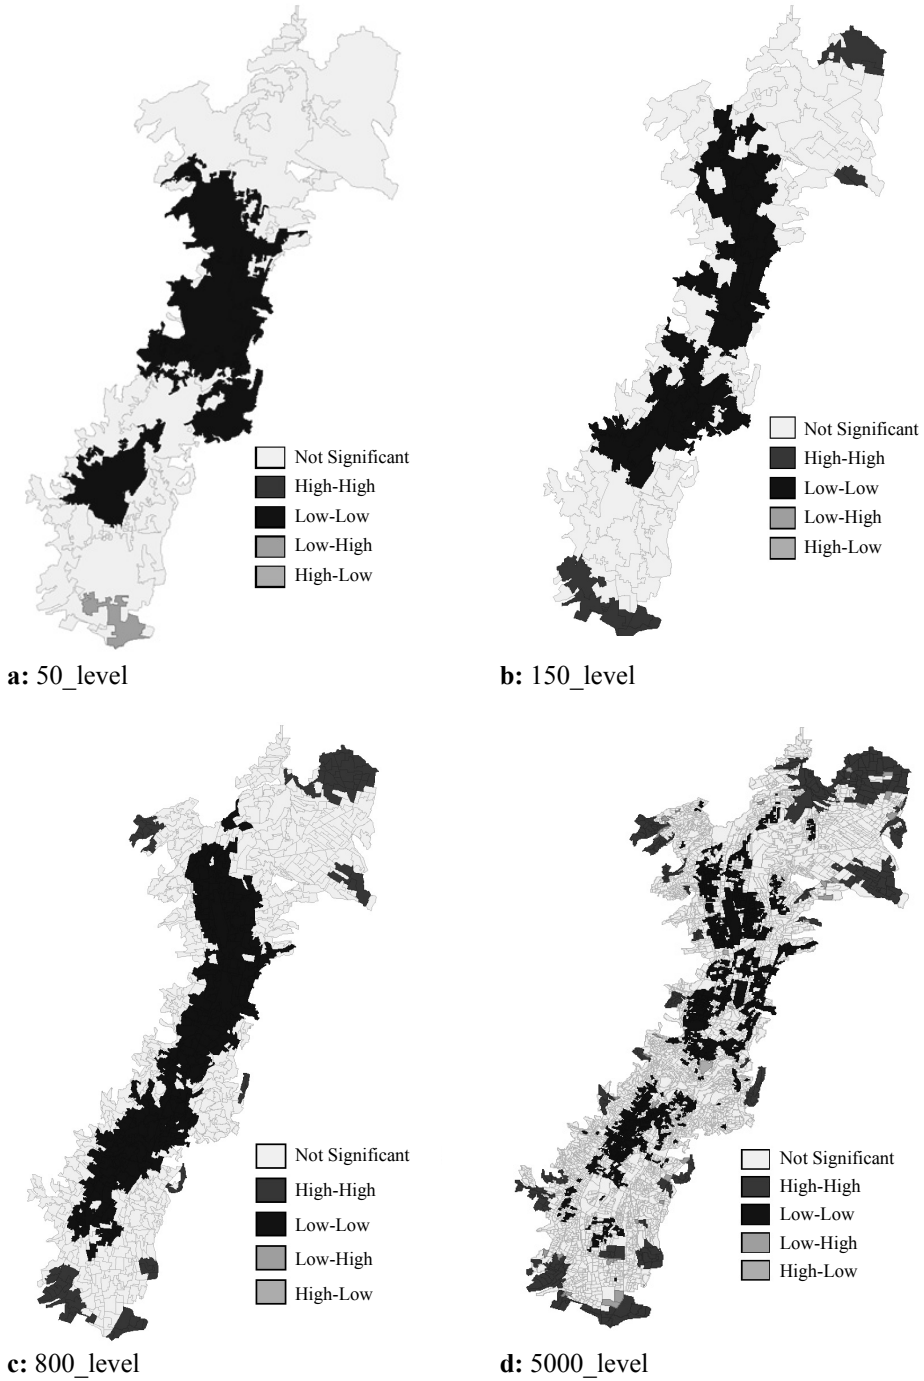 Not Significant
High-High
Low-Low
Low-High
High-Low
a: 50_level
Not Significant
High-High
Low-Low
Low-High
High-Low
b: 150_level
Not Significant
High-High
Low-Low
Low-High
High-Low
c: 800_level
Not Significant
High-High
Low-Low
Low-High
High-Low
d: 5000_level